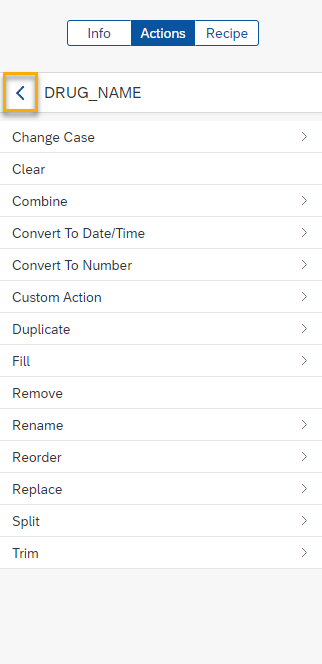 Info Actions Recipe
DRUG_NAME
Change Case
Clear
Combine
Convert To Date/Time
Convert To Number
Custom Action
Duplicate
Fill
Remove
Rename
Reorder
Replace
Split
Trim